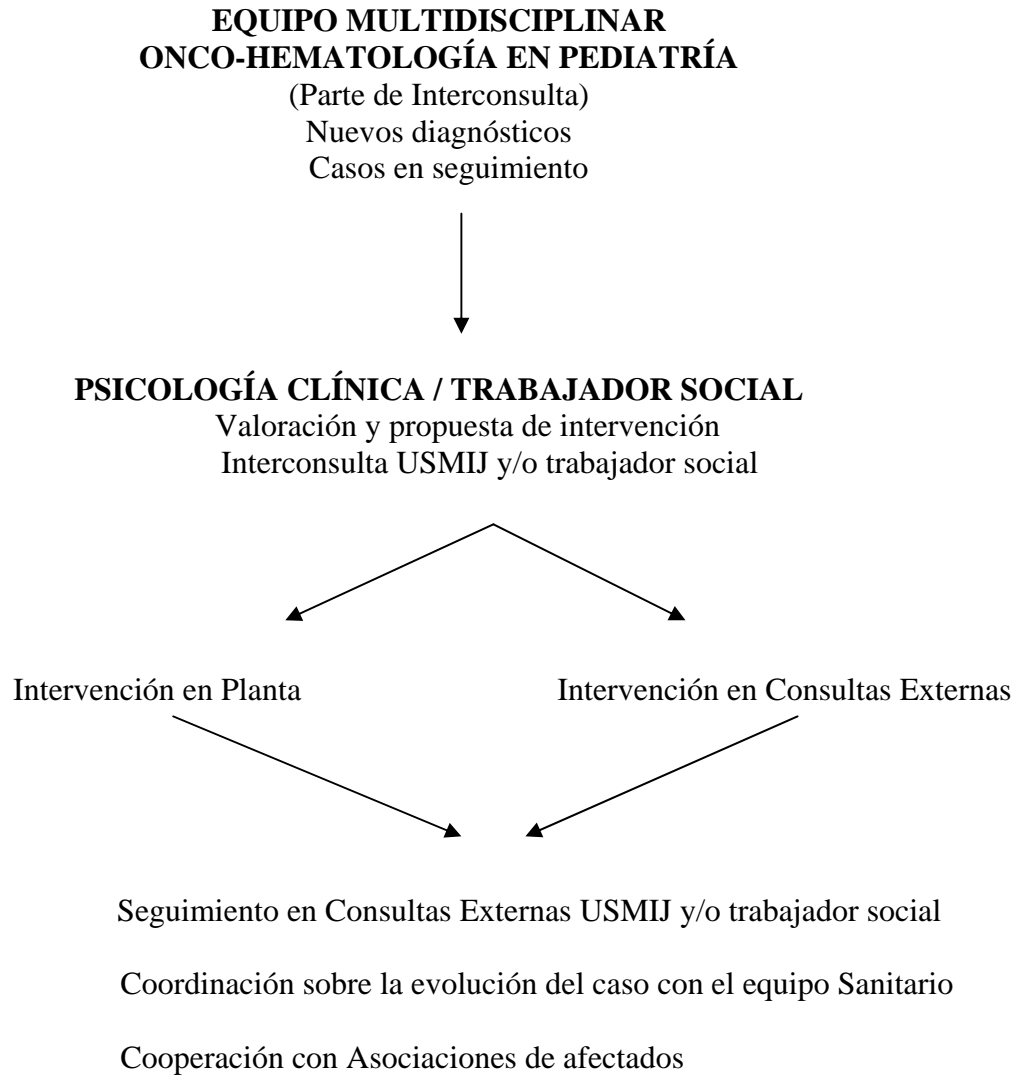 EQUIPO MULTIDISCIPLINAR
ONCO-HEMATOLOGÍA EN PEDIATRÍA
(Parte de Interconsulta)
Nuevos diagnósticos
Casos en seguimiento
PSICOLOGÍA CLÍNICA / TRABAJADOR SOCIAL
Valoración y propuesta de intervención
Interconsulta USMIJ y/o trabajador social
Intervención en Planta
Intervención en Consultas Externas
Seguimiento en Consultas Externas USMIJ y/o trabajador social
Coordinación sobre la evolución del caso con el equipo Sanitario
Cooperación con Asociaciones de afectados